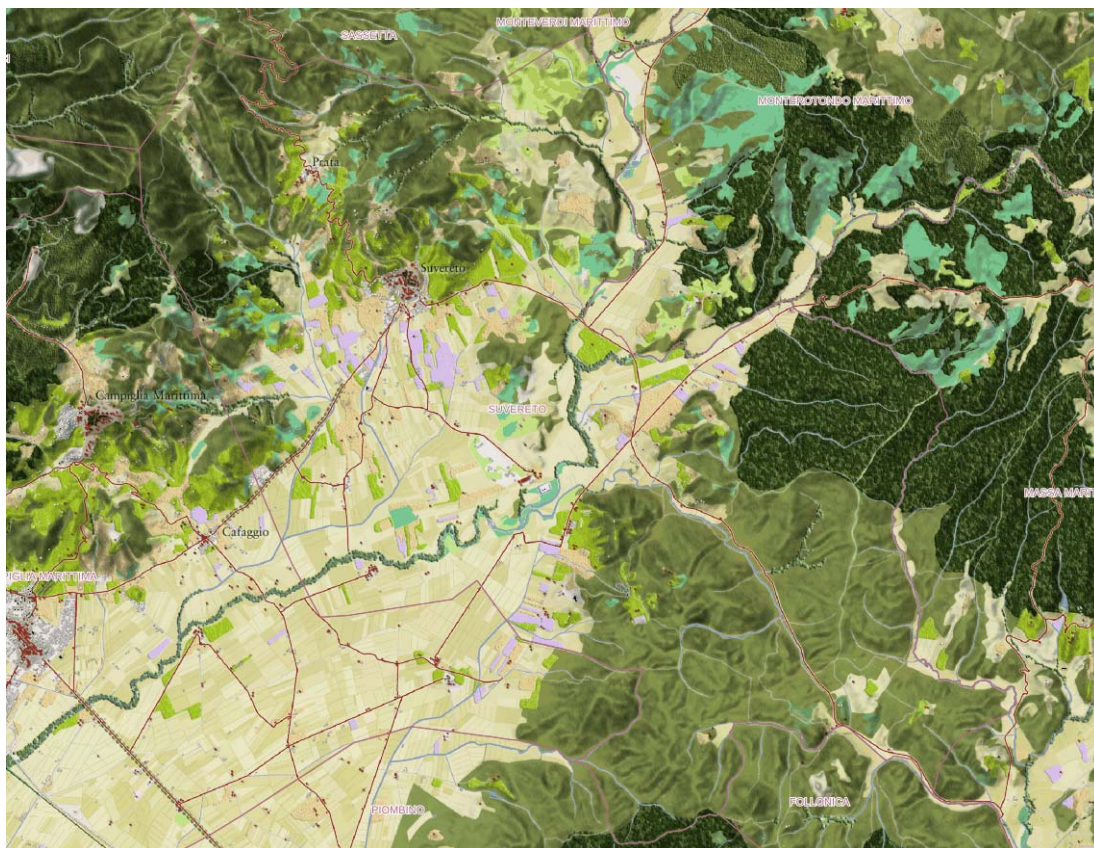 MONTEVERDI MARITTIMO
SASSETTA
MONTEROTONDO MARITTIMO
Prata
Suvereto
Campiglia Marittima
SUVERETO
MASSA MARIT
Cafaggio
PIGLIA MARITTIMA
PIOMBINO
FOLLONICA